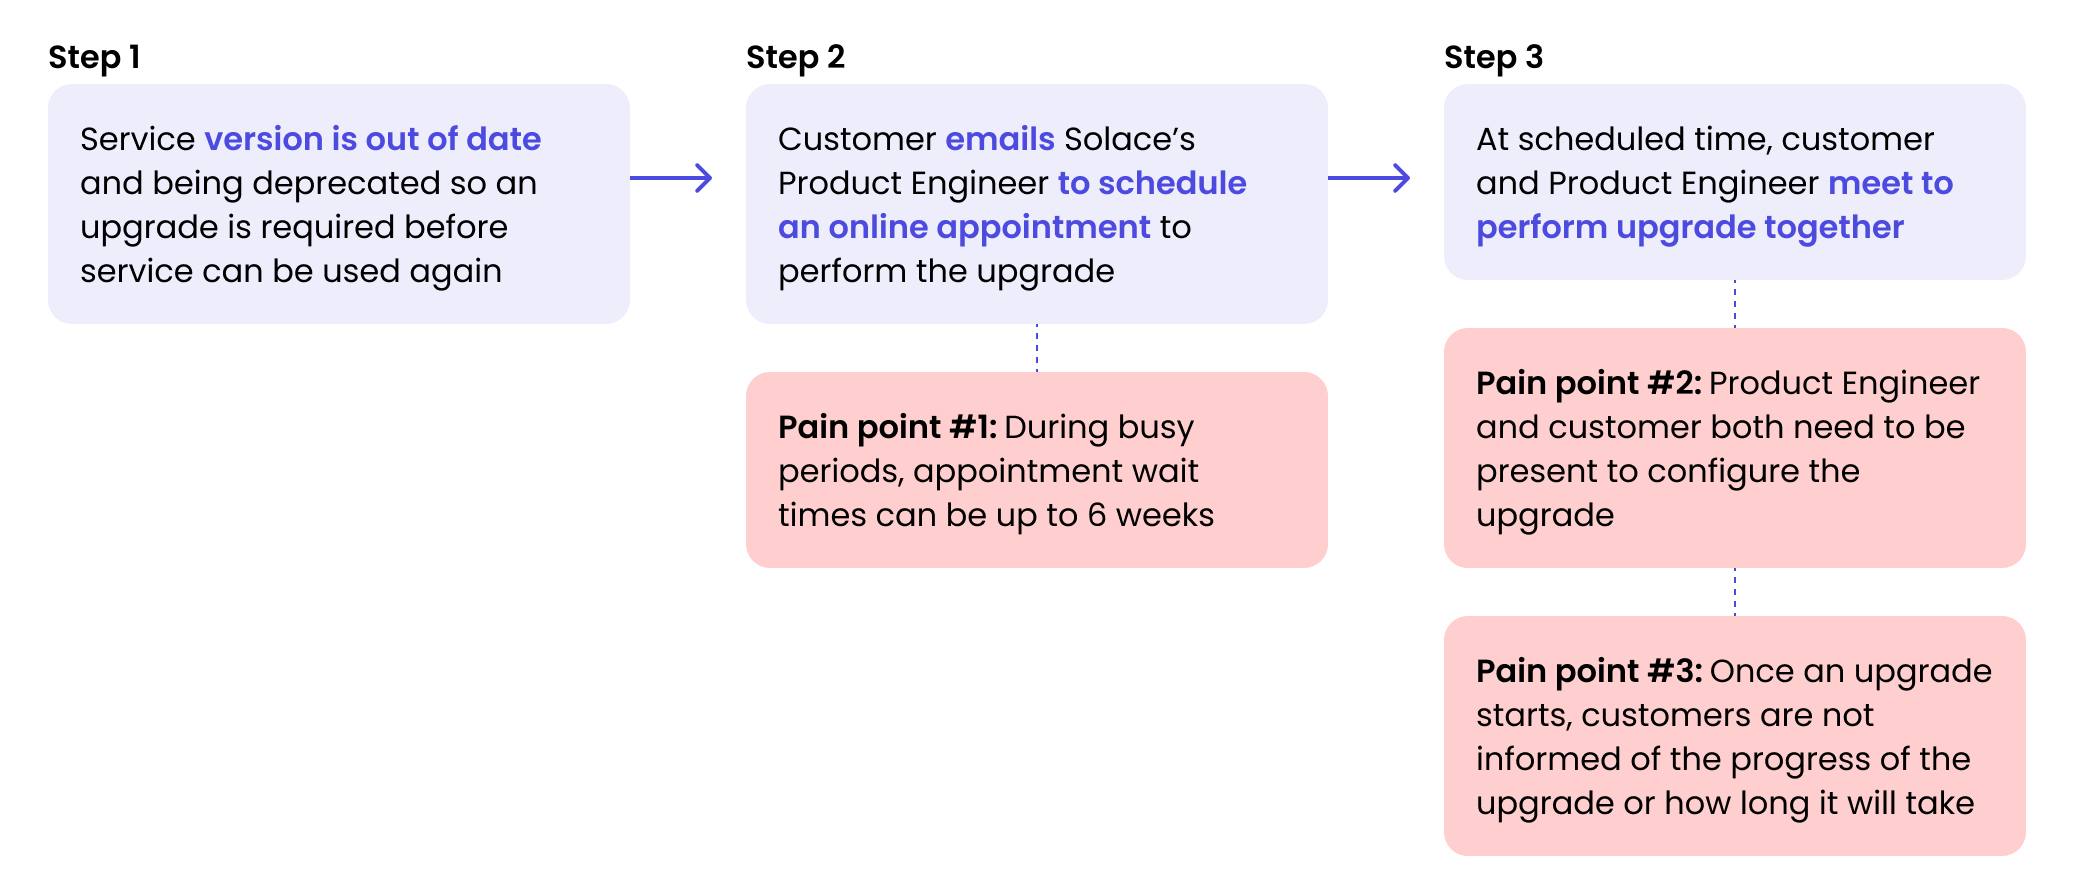 Step 1
Service version is out of date
and being deprecated so an
upgrade is required before
service can be used again
Step 2
Customer emails Solace’s
Product Engineer to schedule
an online appointment to
perform the upgrade
Pain point #1: During busy
periods, appointment wait
times can be up to 6 weeks
Step 3
At scheduled time, customer
and Product Engineer meet to
perform upgrade together
Pain point #2: Product Engineer
and customer both need to be
present to configure the
upgrade
Pain point #3: Once an upgrade
starts, customers are not
informed of the progress of the
upgrade or how long it will take